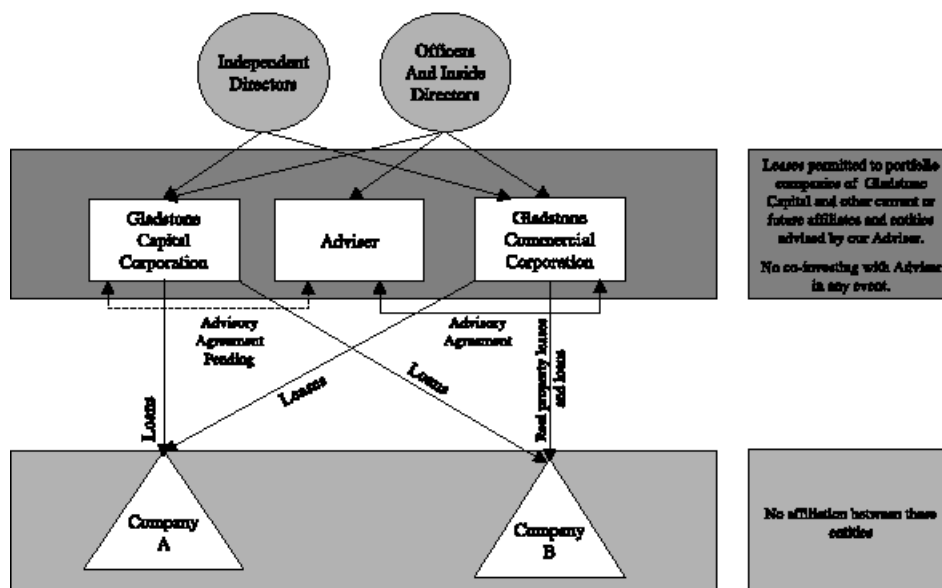 Independent
Directors
Officers
And Inside
Directors
Gladstone
Capital
Corporation
Adviser
Gladstone
Commercial
Corporation
Leases permitted to portfolio
companies of Gladstone
Capital and other current or
future affiliates and entities
advised by our Adviser.
No co-investing with Adviser
in any event.
Advisory
Agreement
Pending
Advisory
Agreement
Loans
Leases
Loans
Real property leases
and loans
Company
A
Company
B
No affiliation between these
entities